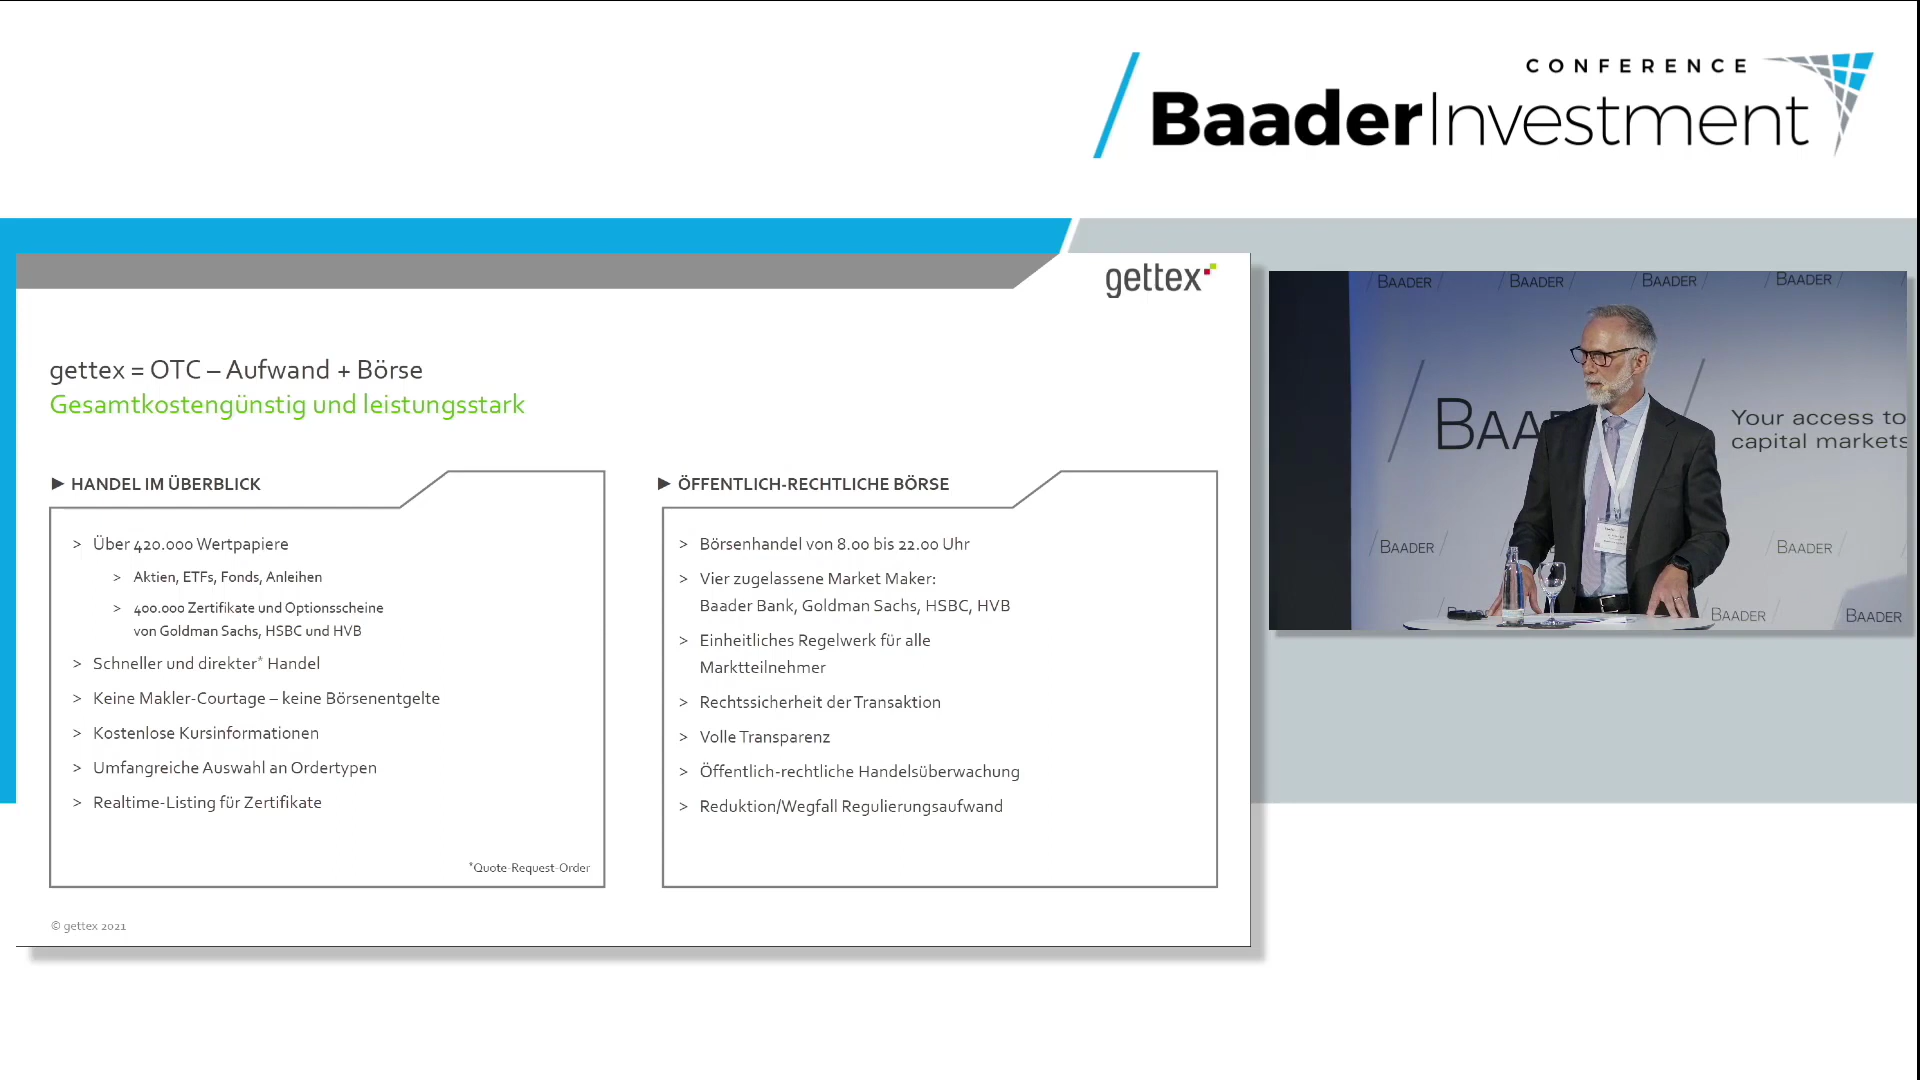 CONFERENCE
BaaderInvestment
gettex
gettex = OTC – Aufwand + Börse
Gesamtkostengünstig und leistungsstark
► HANDEL IM ÜBERBLICK
> Über 420.000 Wertpapiere
> Aktien, ETFs, Fonds, Anleihen
> 400.000 Zertifikate und Optionsscheine
von Goldman Sachs, HSBC und HVB
> Schneller und direkter* Handel
> Keine Makler-Courtage – keine Börsenentgelte
> Kostenlose Kursinformationen
> Umfangreiche Auswahl an Ordertypen
> Realtime-Listing für Zertifikate
*Quote-Request-Order
► ÖFFENTLICH-RECHTLICHE BÖRSE
> Börsenhandel von 8.00 bis 22.00 Uhr
> Vier zugelassene Market Maker:
Baader Bank, Goldman Sachs, HSBC, HVB
> Einheitliches Regelwerk für alle
Marktteilnehmer
> Rechtssicherheit der Transaktion
> Volle Transparenz
> Öffentlich-rechtliche Handelsüberwachung
> Reduktion/Wegfall Regulierungsaufwand
© gettex 2021
/ BAADER / / BAADER / / BAADER / / BAADER /
/ BAA /
Your access to
capital markets
/ BAADER / BAADER /
BAADER / BAADER